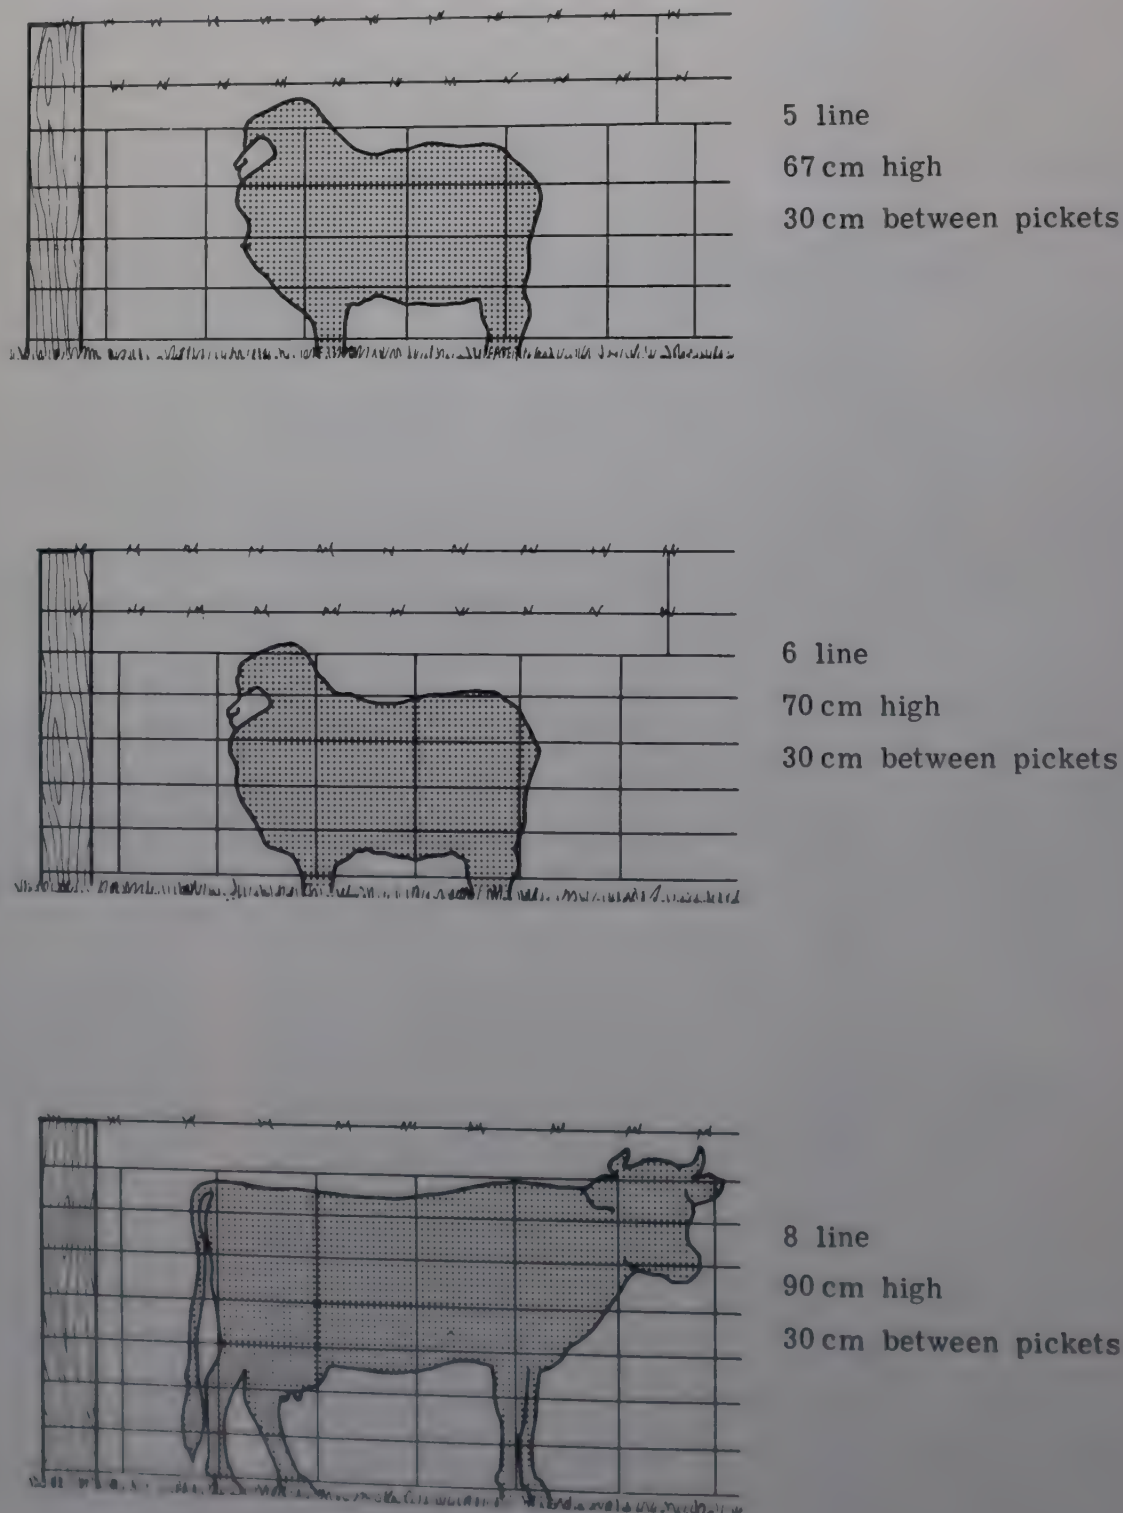 5 line
67 cm high
30 cm between pickets
6 line
70 cm high
30 cm between pickets
8 line
90 cm high
30 cm between pickets